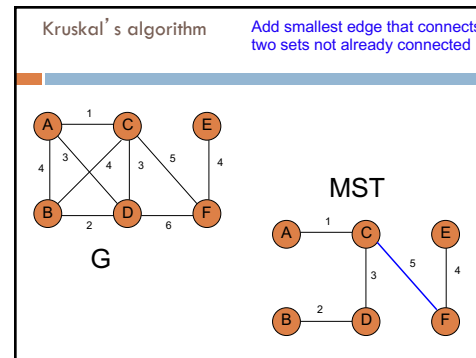 Kruskal's algorithm
Add smallest edge that connects
two sets not already connected
1
A C E
4 3 4 3 5 4
B 2 D 6 F
G
MST
A 1 C E
3 5 4
B 2 D F